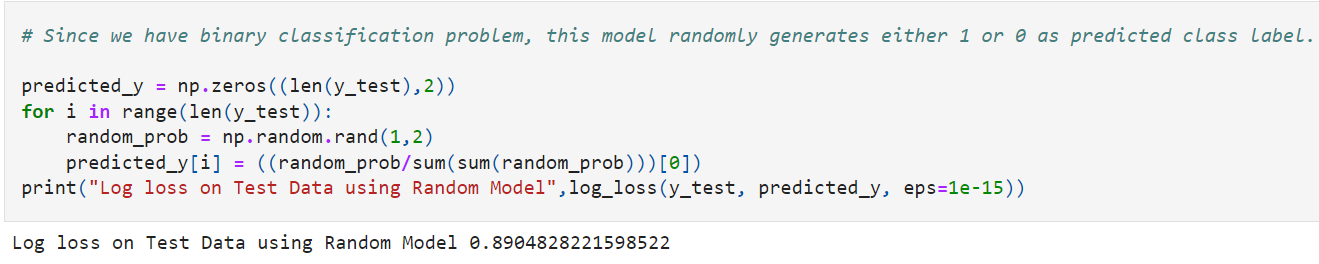 # Since we have binary classification problem, this model randomly generates either 1 or 0 as predicted class label.
predicted_y = np.zeros((len(y_test),2))
for i in range(len(y_test)):
    random_prob = np.random.rand(1,2)
    predicted_y[i] = ((random_prob/sum(sum(random_prob)))[0])
print("Log loss on Test Data using Random Model",log_loss(y_test, predicted_y, eps=1e-15))
Log loss on Test Data using Random Model 0.8904828221598522